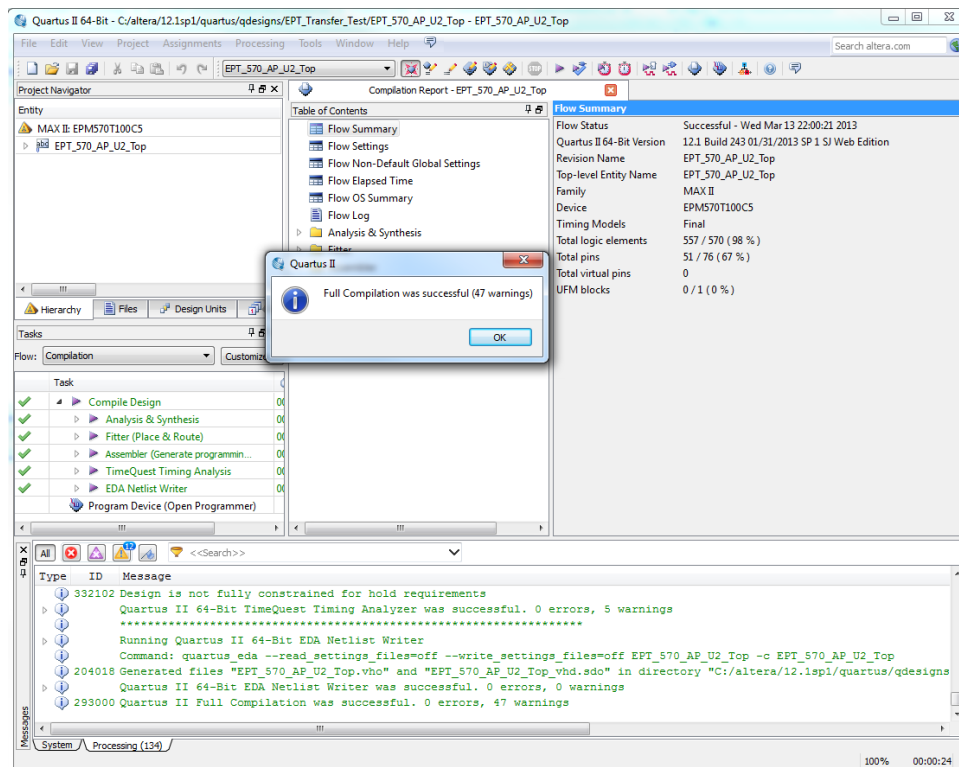 Quartus II 64-Bit - C:/altera/12.1sp1/quartus/qdesigns/EPT_Transfer_Test/EPT_570_AP_U2_Top - EPT_570_AP_U2_Top
File Edit View Project Assignments Processing Tools Window Help
Search altera.com
EPT_570_AP_U2_Top
Project Navigator
Entity
MAX II: EPM570T100C5
EPT_570_AP_U2_Top
Hierarchy Files Design Units
Tasks
Flow: Compilation
Customize
Task
Compile Design
Analysis & Synthesis
Fitter (Place & Route)
Assembler (Generate programmin...
TimeQuest Timing Analysis
EDA Netlist Writer
Program Device (Open Programmer)
Compilation Report - EPT_570_AP_U2_Top
Table of Contents
Flow Summary
Flow Settings
Flow Non-Default Global Settings
Flow Elapsed Time
Flow OS Summary
Flow Log
Analysis & Synthesis
Fitter
Flow Summary
Flow Status Successful - Wed Mar 13 22:00:21 2013
Quartus II 64-Bit Version 12.1 Build 243 01/31/2013 SP 1 SJ Web Edition
Revision Name EPT_570_AP_U2_Top
Top-level Entity Name EPT_570_AP_U2_Top
Family MAX II
Device EPM570T100C5
Timing Models Final
Total logic elements 557 / 570 ( 98 % )
Total pins 51 / 76 ( 67 % )
Total virtual pins 0
UFM blocks 0 / 1 ( 0 % )
Quartus II
Full Compilation was successful (47 warnings)
OK
All
12
<<Search>>
Type ID Message
332102 Design is not fully constrained for hold requirements
Quartus II 64-Bit TimeQuest Timing Analyzer was successful. 0 errors, 5 warnings
*******************************************************************
Running Quartus II 64-Bit EDA Netlist Writer
Command: quartus_eda --read_settings_files=off --write_settings_files=off EPT_570_AP_U2_Top -c EPT_570_AP_U2_Top
204018 Generated files "EPT_570_AP_U2_Top.vho" and "EPT_570_AP_U2_Top_vhd.sdo" in directory "C:/altera/12.1sp1/quartus/qdesigns
Quartus II 64-Bit EDA Netlist Writer was successful. 0 errors, 0 warnings
293000 Quartus II Full Compilation was successful. 0 errors, 47 warnings
Messages
System Processing (134)
100% 00:00:24